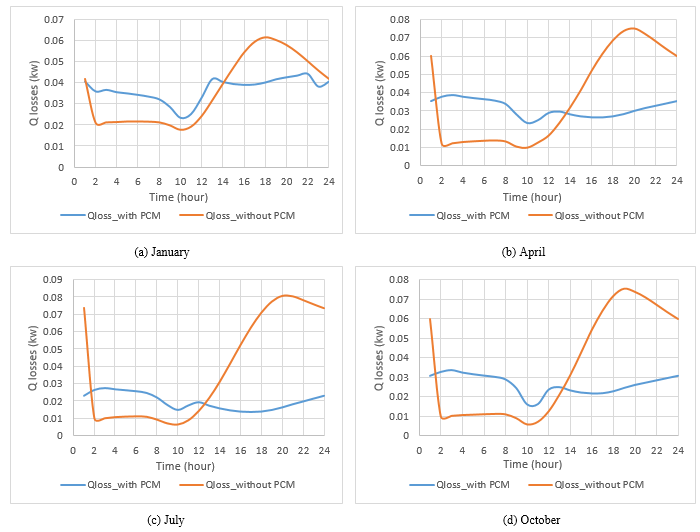 0.07
0.06
0.05
0.04
0.03
0.02
0.01
0
Q losses (kw)
0 2 4 6 8 10 12 14 16 18 20 22 24
Time (hour)
Qloss_with PCM Qloss_without PCM
(a) January
0.08
0.07
0.06
0.05
0.04
0.03
0.02
0.01
0
Q losses (kw)
0 2 4 6 8 10 12 14 16 18 20 22 24
Time (hour)
Qloss_with PCM Qloss_without PCM
(b) April
0.09
0.08
0.07
0.06
0.05
0.04
0.03
0.02
0.01
0
Q losses (kw)
0 2 4 6 8 10 12 14 16 18 20 22 24
Time (hour)
Qloss_with PCM Qloss_without PCM
(c) July
0.08
0.07
0.06
0.05
0.04
0.03
0.02
0.01
0
Q losses (kw)
0 2 4 6 8 10 12 14 16 18 20 22 24
Time (hour)
Qloss_with PCM Qloss_without PCM
(d) October